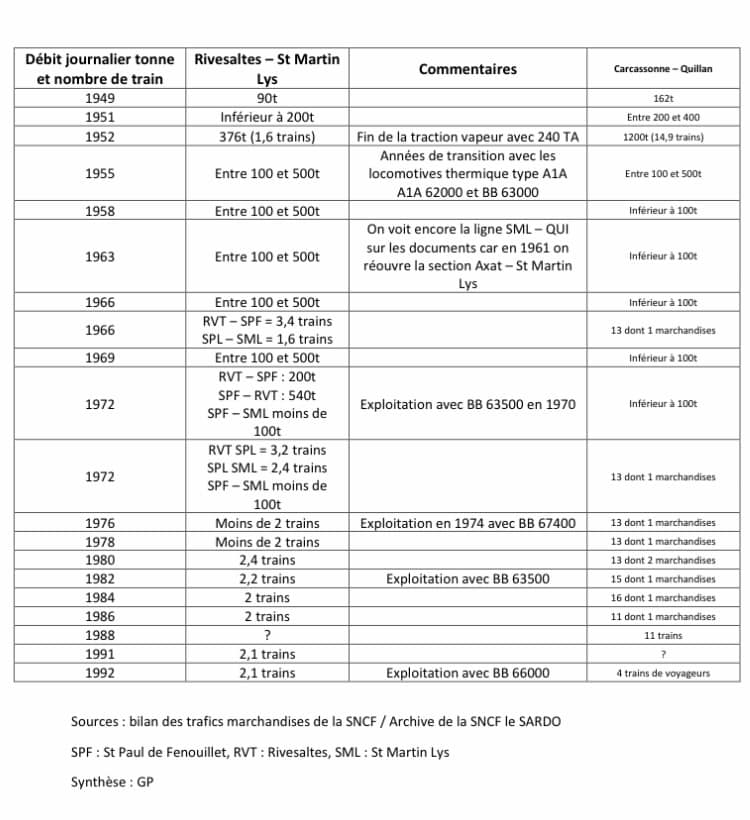 Débit journalier tonne et nombre de train | Rivesaltes – St Martin Lys | Commentaires | Carcassonne – Quillan
1949 | 90t | | 162t
1951 | Inférieur à 200t | | Entre 200 et 400
1952 | 376t (1,6 trains) | Fin de la traction vapeur avec 240 TA | 1200t (14,9 trains)
1955 | Entre 100 et 500t | Années de transition avec les locomotives thermique type A1A A1A 62000 et BB 63000 | Entre 100 et 500t
1958 | Entre 100 et 500t | | Inférieur à 100t
1963 | Entre 100 et 500t | On voit encore la ligne SML – QUI sur les documents car en 1961 on réouvre la section Axat – St Martin Lys | Inférieur à 100t
1966 | Entre 100 et 500t | | Inférieur à 100t
1966 | RVT – SPF = 3,4 trains SPL – SML = 1,6 trains | | 13 dont 1 marchandises
1969 | Entre 100 et 500t | | Inférieur à 100t
1972 | RVT – SPF : 200t SPF – RVT : 540t SPF – SML moins de 100t | Exploitation avec BB 63500 en 1970 | Inférieur à 100t
1972 | RVT SPL = 3,2 trains SPL SML = 2,4 trains SPF – SML moins de 100t | | 13 dont 1 marchandises
1976 | Moins de 2 trains | Exploitation en 1974 avec BB 67400 | 13 dont 1 marchandises
1978 | Moins de 2 trains | | 13 dont 1 marchandises
1980 | 2,4 trains | | 13 dont 2 marchandises
1982 | 2,2 trains | Exploitation avec BB 63500 | 15 dont 1 marchandises
1984 | 2 trains | | 16 dont 1 marchandises
1986 | 2 trains | | 11 dont 1 marchandises
1988 | ? | | 11 trains
1991 | 2,1 trains | | ?
1992 | 2,1 trains | Exploitation avec BB 66000 | 4 trains de voyageurs
Sources : bilan des trafics marchandises de la SNCF / Archive de la SNCF le SARDO
SPF : St Paul de Fenouillet, RVT : Rivesaltes, SML : St Martin Lys
Synthèse : GP